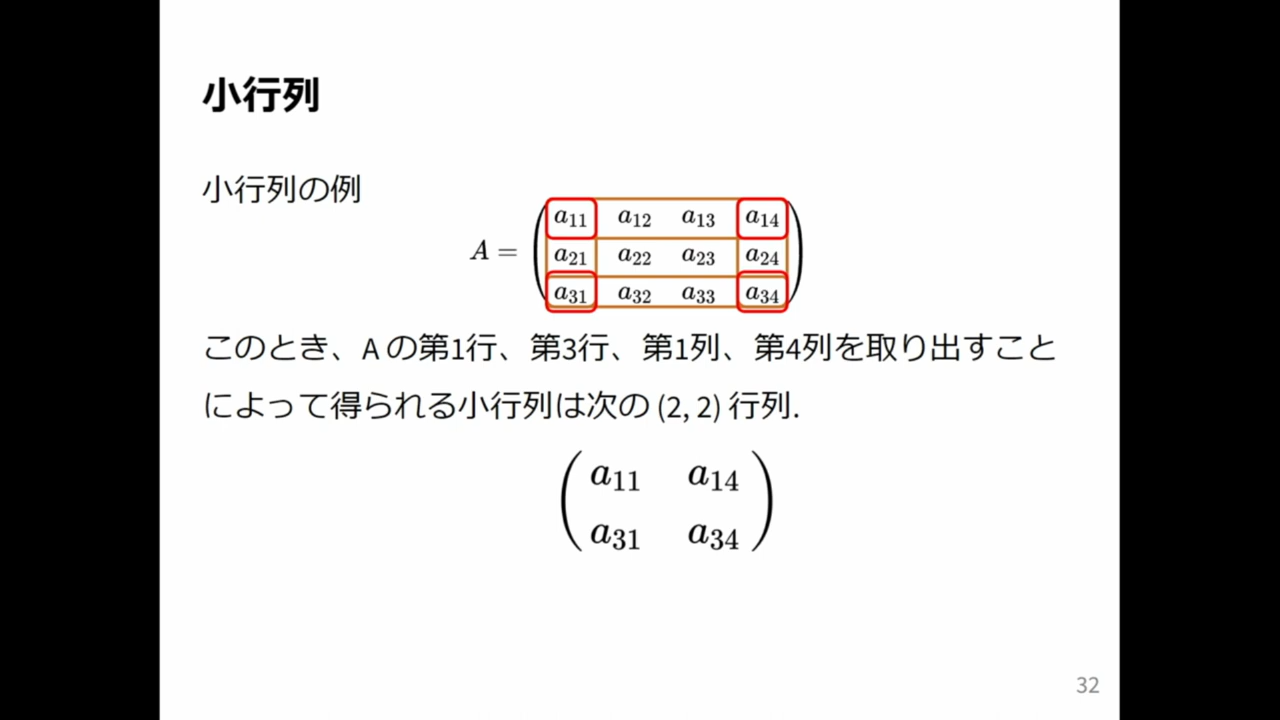 小行列
小行列の例
A = ( a11 a12 a13 a14
a21 a22 a23 a24
a31 a32 a33 a34 )
このとき、A の第1行、第3行、第1列、第4列を取り出すこと
によって得られる小行列は次の (2, 2) 行列.
( a11 a14
a31 a34 )
32